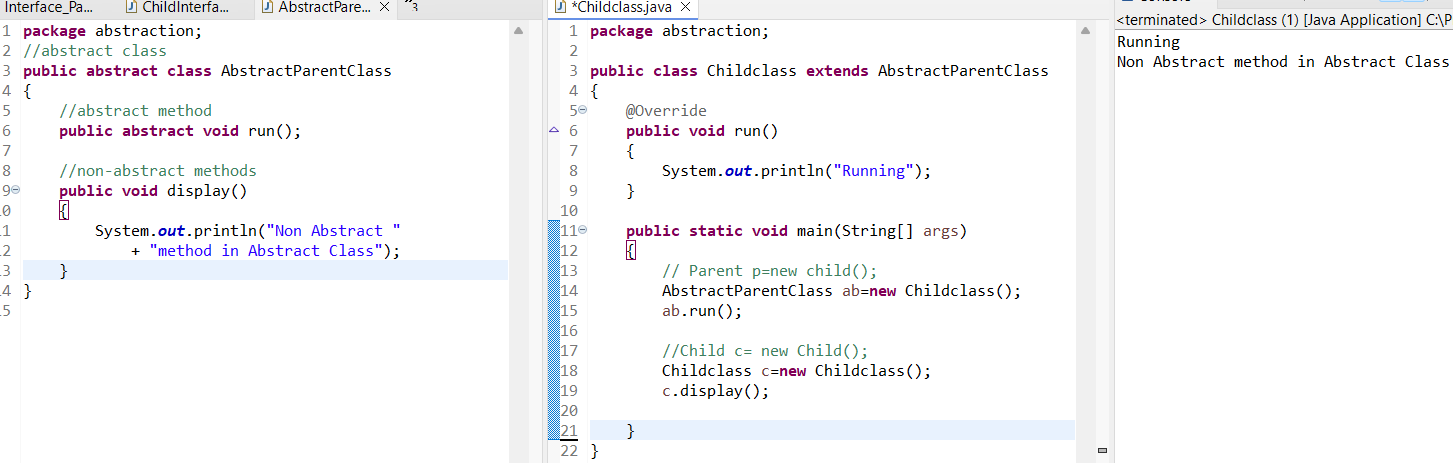 Interface_Pa...
ChildInterfa...
AbstractPare...
3
1 package abstraction;
2 //abstract class
3 public abstract class AbstractParentClass
4 {
5 //abstract method
6 public abstract void run();
7
8 //non-abstract methods
9 public void display()
0 {
1 System.out.println("Non Abstract "
2 + "method in Abstract Class");
3 }
4 }
5
*Childclass.java
1 package abstraction;
2
3 public class Childclass extends AbstractParentClass
4 {
5 @Override
6 public void run()
7 {
8 System.out.println("Running");
9 }
10
11 public static void main(String[] args)
12 {
13 // Parent p=new child();
14 AbstractParentClass ab=new Childclass();
15 ab.run();
16
17 //Child c= new Child();
18 Childclass c=new Childclass();
19 c.display();
20
21 }
22 }
<terminated> Childclass (1) [Java Application] C:\P
Running
Non Abstract method in Abstract Class